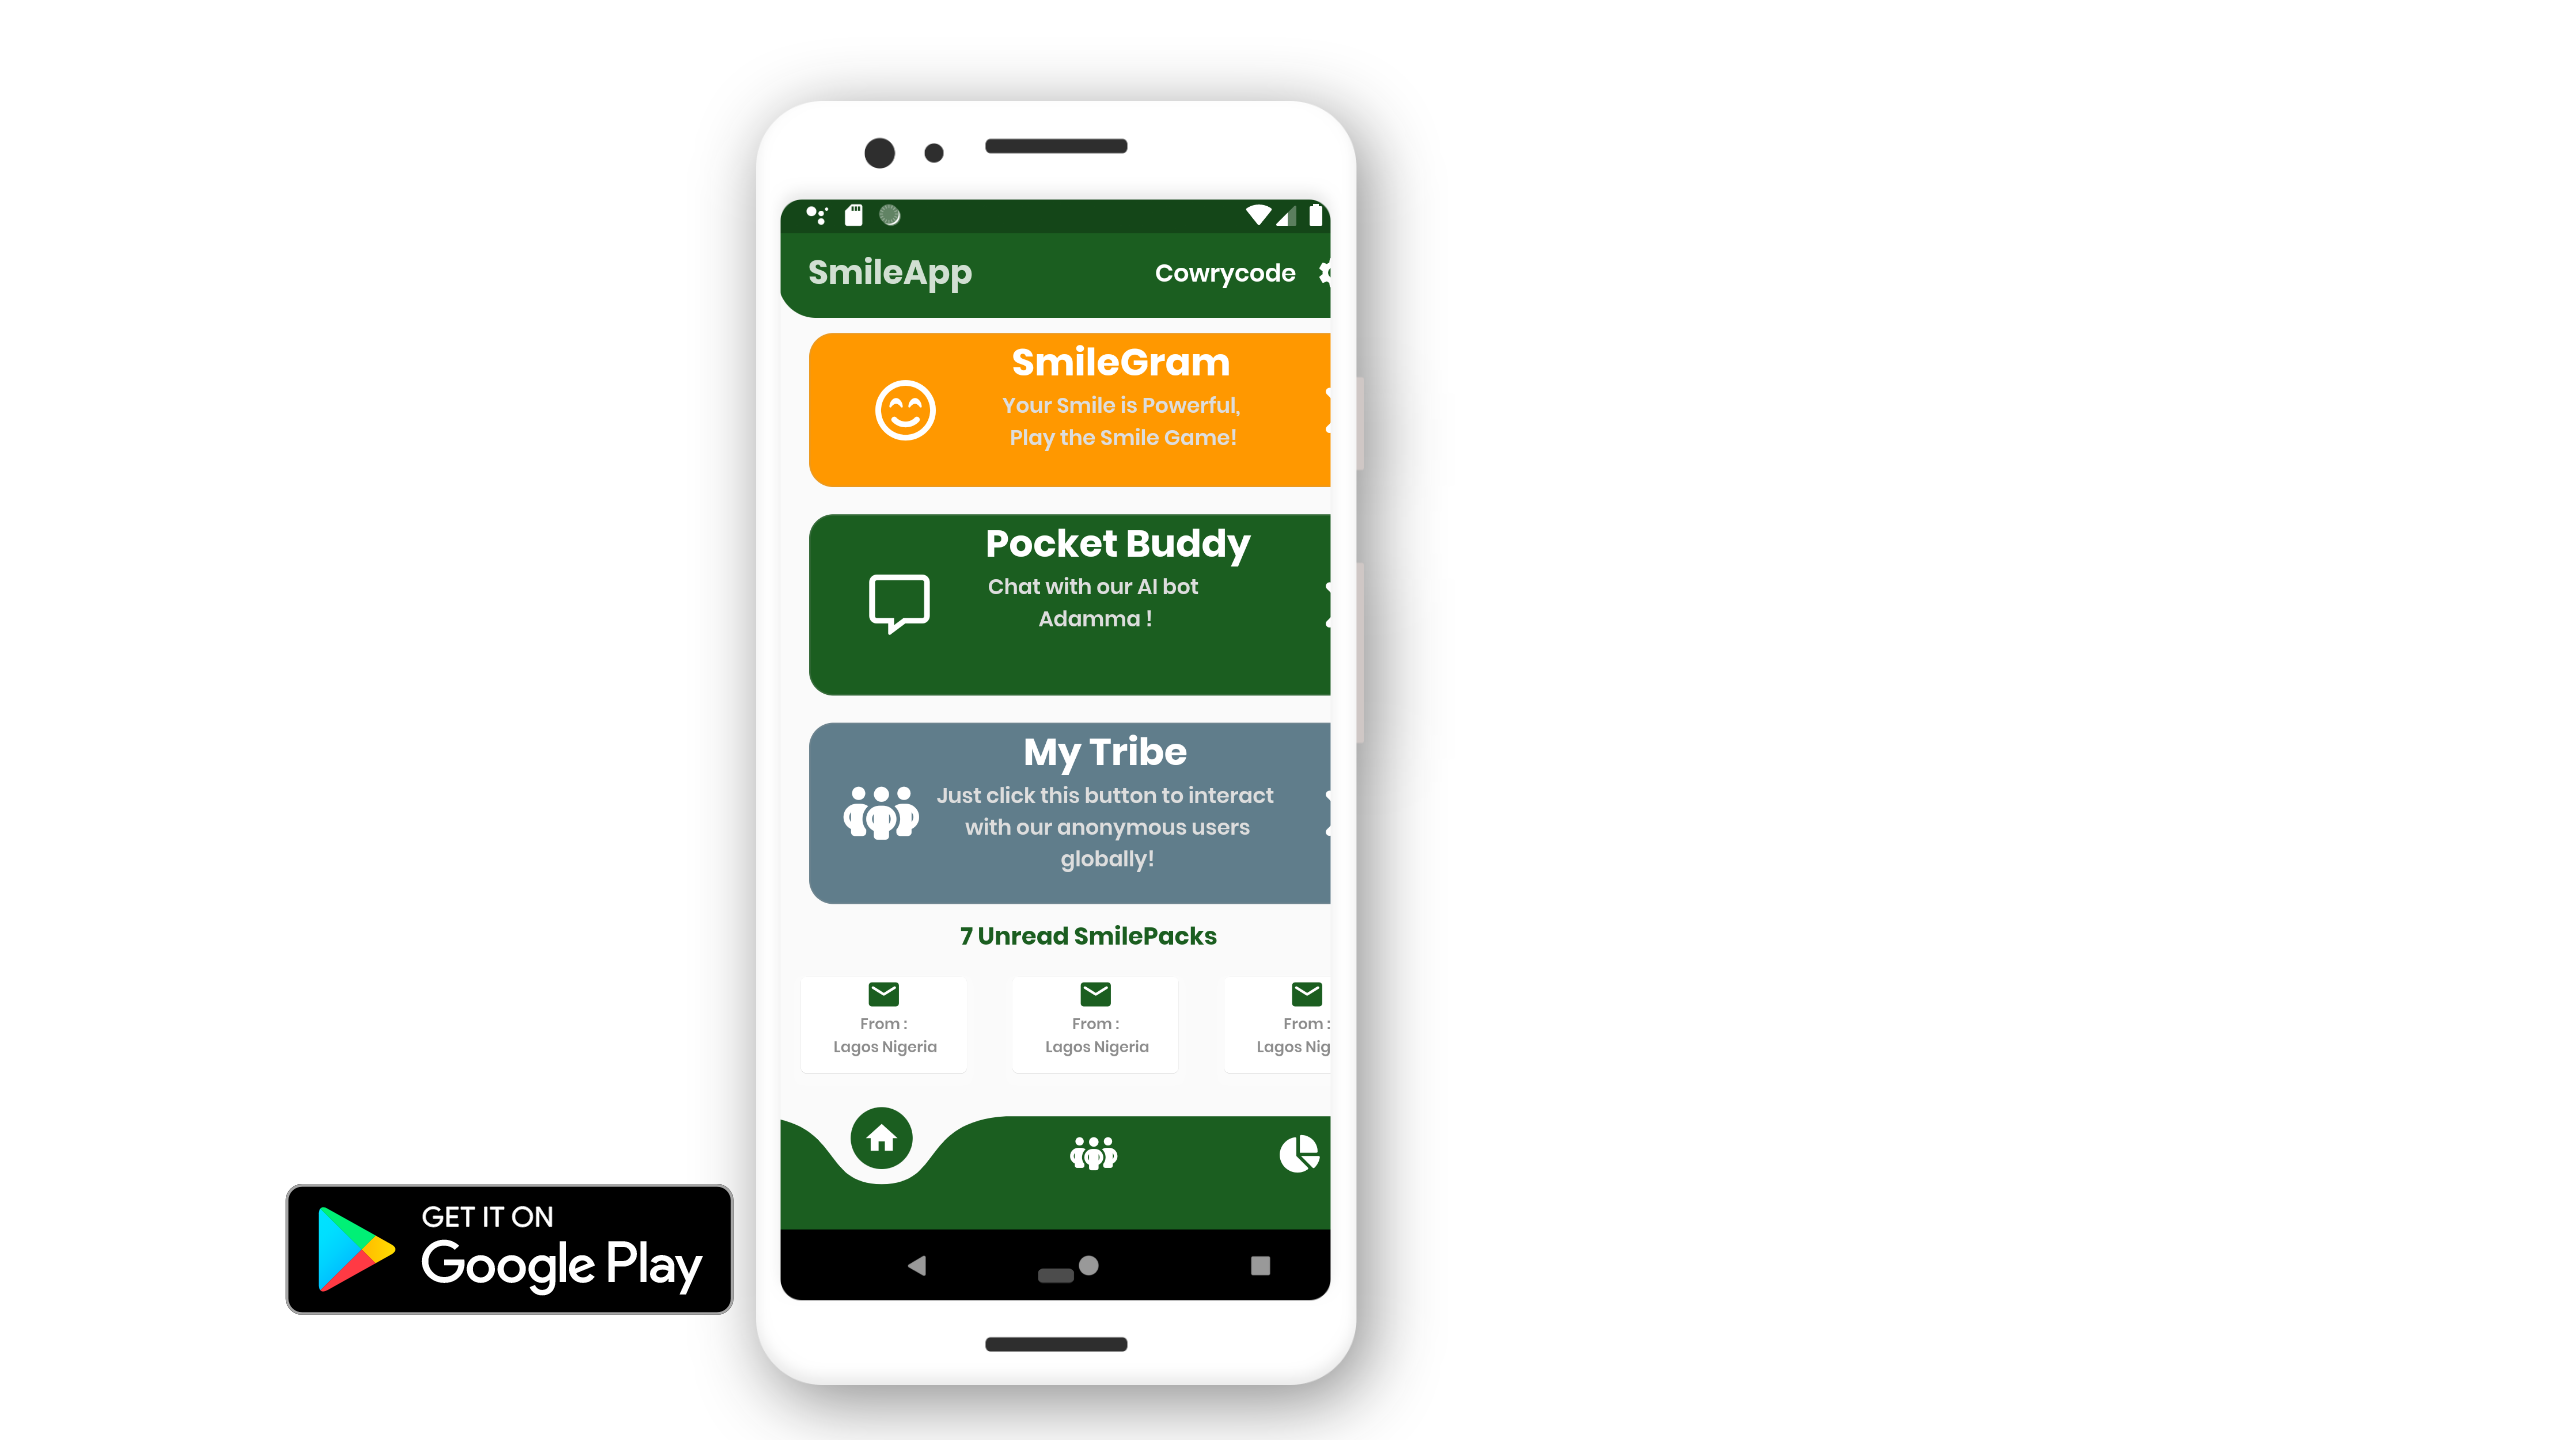 SmileApp
Cowrycode
SmileGram
Your Smile is Powerful,
Play the Smile Game!
Pocket Buddy
Chat with our AI bot
Adamma !
My Tribe
Just click this button to interact
with our anonymous users
globally!
7 Unread SmilePacks
From :
Lagos Nigeria
From :
Lagos Nigeria
From :
Lagos Nig
GET IT ON
Google Play